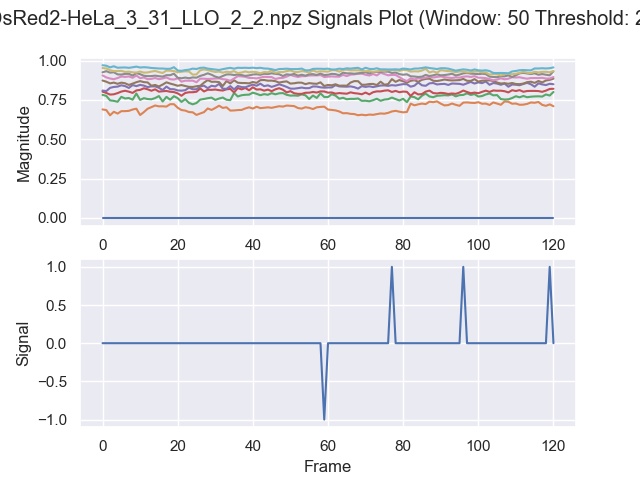 sRed2-HeLa_3_31_LLO_2_2.npz Signals Plot (Window: 50 Threshold:
1.00
0.75
0.50
0.25
0.00
Magnitude
0 20 40 60 80 100 120
1.0
0.5
0.0
−0.5
−1.0
Signal
0 20 40 60 80 100 120
Frame